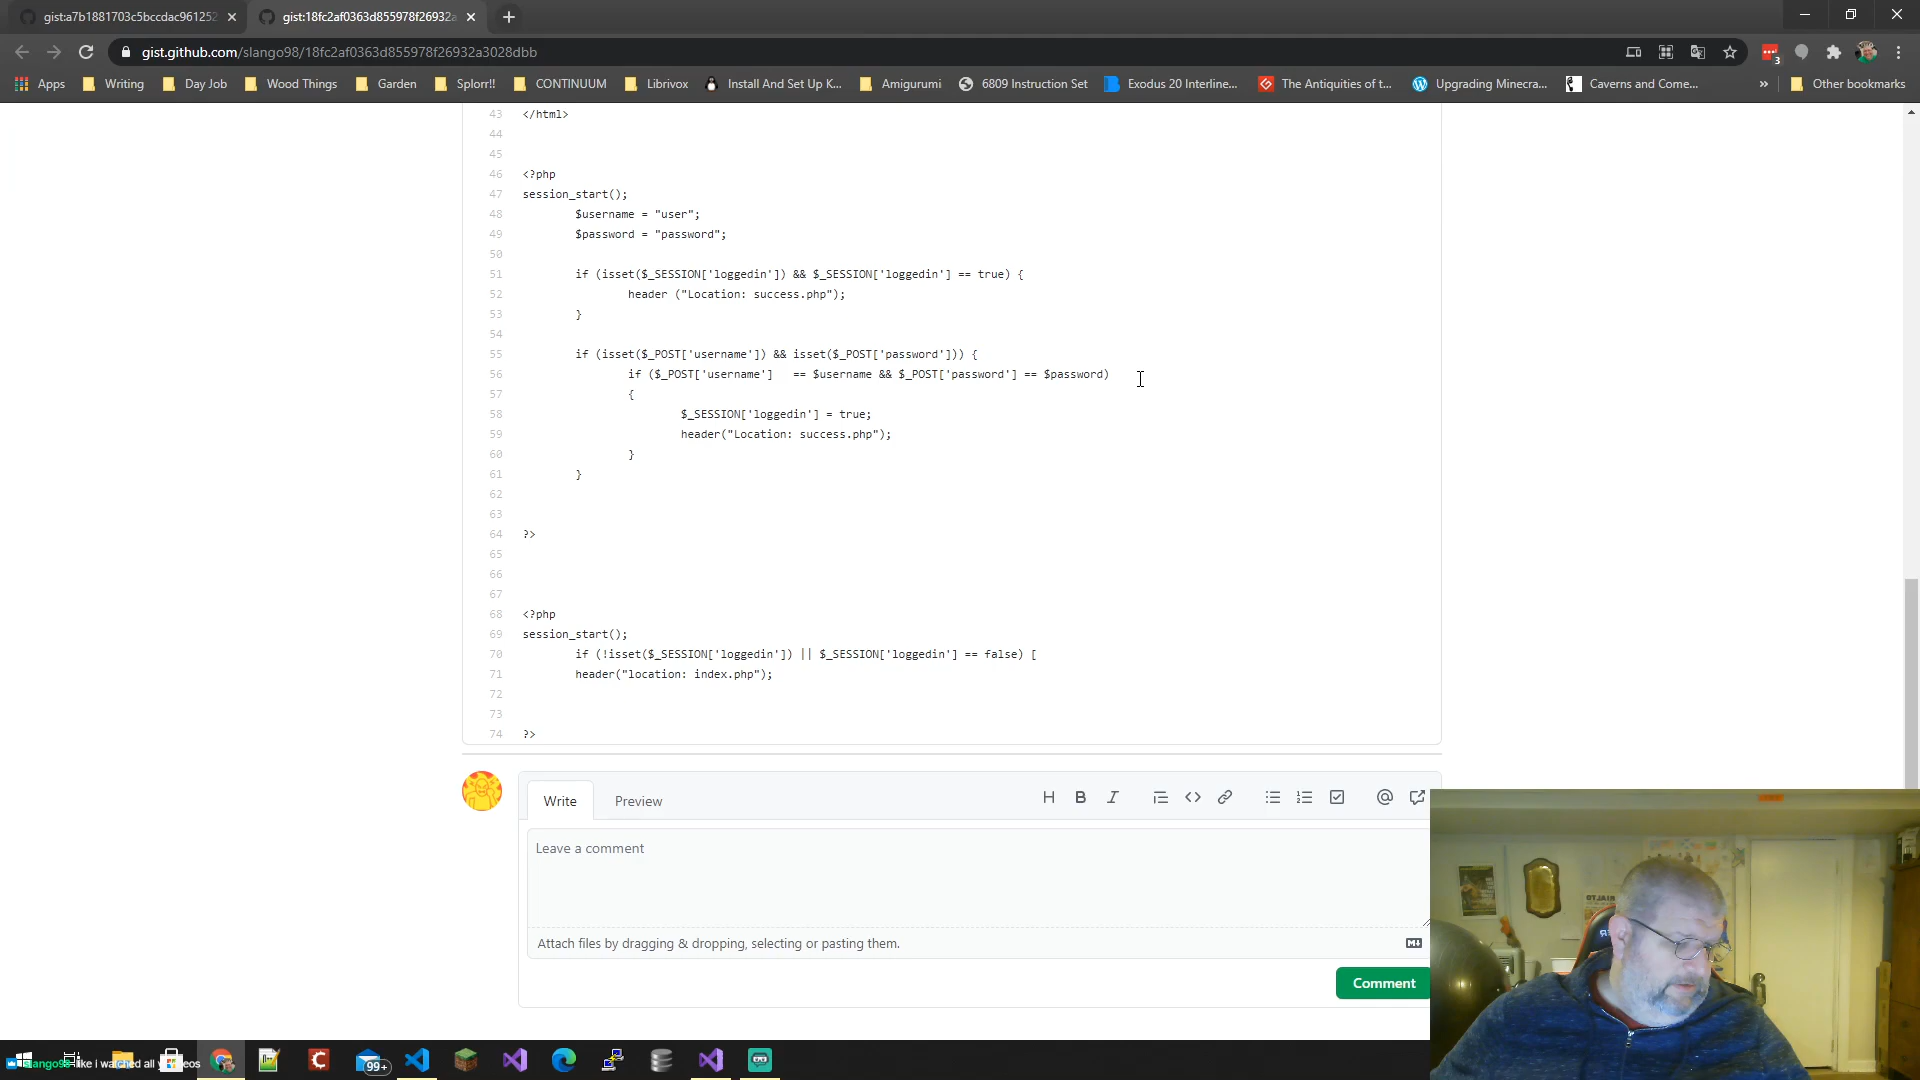 gist:a7b1881703c5bccdac961252
gist:18fc2af0363d855978f26932a
gist.github.com/slango98/18fc2af0363d855978f26932a3028dbb
3
Apps
Writing
Day Job
Wood Things
Garden
Splorr!!
CONTINUUM
Librivox
Install And Set Up K...
Amigurumi
6809 Instruction Set
Exodus 20 Interline...
The Antiquities of t...
Upgrading Minecra...
Caverns and Come...
»
Other bookmarks
43 </html>
44
45
46 <?php
47 session_start();
48 $username = "user";
49 $password = "password";
50
51 if (isset($_SESSION['loggedin']) && $_SESSION['loggedin'] == true) {
52 header ("Location: success.php");
53 }
54
55 if (isset($_POST['username']) && isset($_POST['password'])) {
56 if ($_POST['username'] == $username && $_POST['password'] == $password)
57 {
58 $_SESSION['loggedin'] = true;
59 header("Location: success.php");
60 }
61 }
62
63
64 ?>
65
66
67
68 <?php
69 session_start();
70 if (!isset($_SESSION['loggedin']) || $_SESSION['loggedin'] == false) [
71 header("location: index.php");
72
73
74 ?>
Write
Preview
Leave a comment
Attach files by dragging & dropping, selecting or pasting them.
Comment
RIALTO
slango98 like i watched all
99+